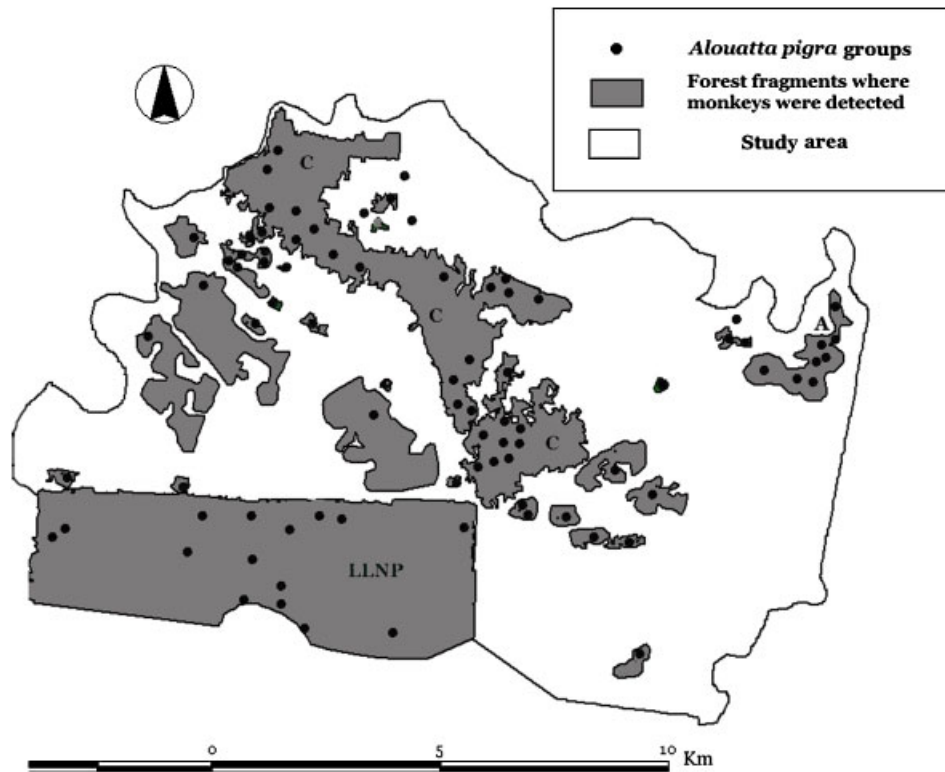 Alouatta pigra groups
Forest fragments where
monkeys were detected
Study area
C
C
A
C
LLNP
0
5
10
Km